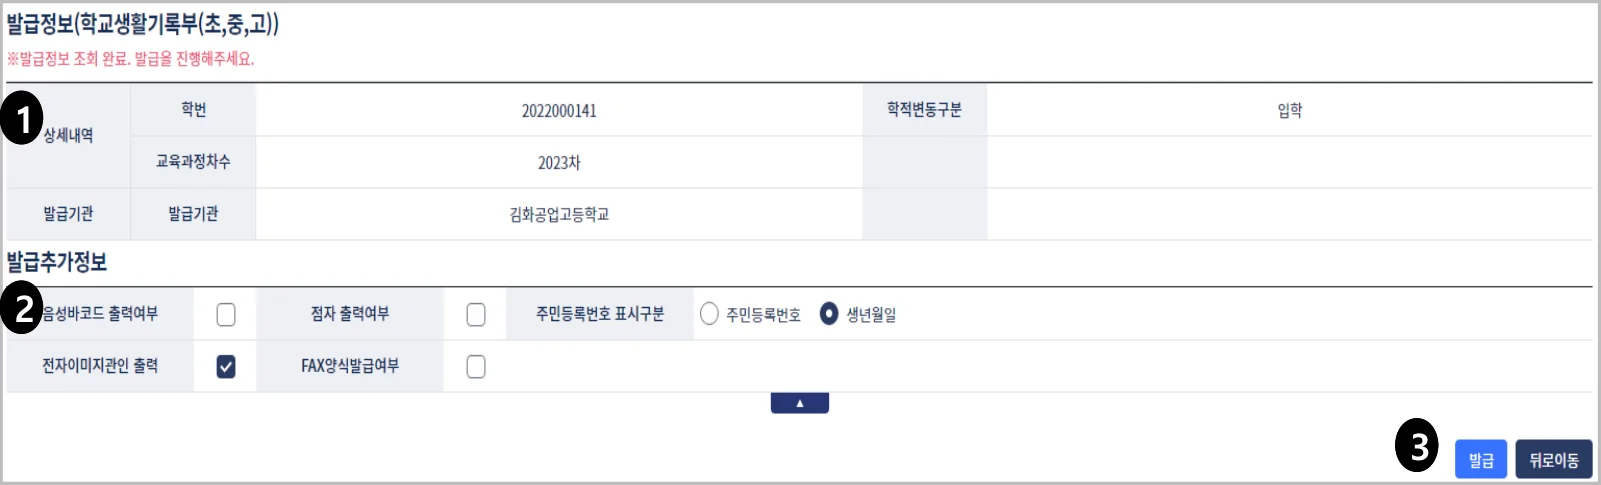 발급정보(학교생활기록부(초,중,고))
※발급정보 조회 완료. 발급을 진행해주세요.
1 상세내역 학번 2022000141 학적변동구분 입학
교육과정차수 2023차
발급기관 발급기관 김화공업고등학교
발급추가정보
2 음성바코드 출력여부 점자 출력여부 주민등록번호 표시구분 주민등록번호 생년월일
전자이미지관인 출력 FAX양식발급여부
▲
3 발급 뒤로이동